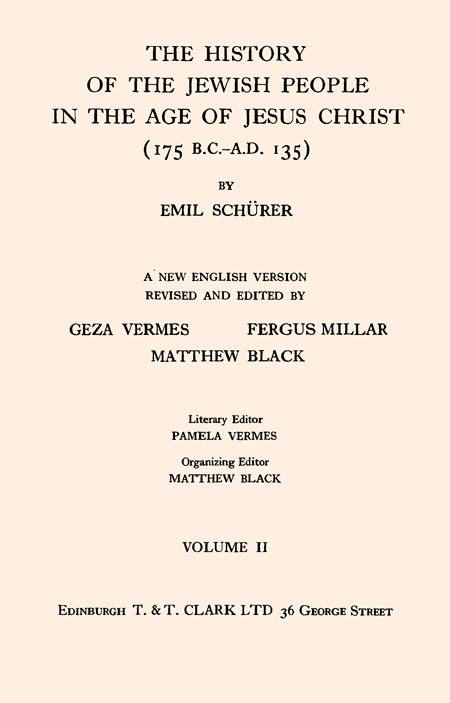 THE HISTORY
OF THE JEWISH PEOPLE
IN THE AGE OF JESUS CHRIST
(175 B.C.–A.D. 135)
BY
EMIL SCHÜRER
A NEW ENGLISH VERSION
REVISED AND EDITED BY
GEZA VERMES FERGUS MILLAR
MATTHEW BLACK
Literary Editor
PAMELA VERMES
Organizing Editor
MATTHEW BLACK
VOLUME II
EDINBURGH T. & T. CLARK LTD 36 GEORGE STREET